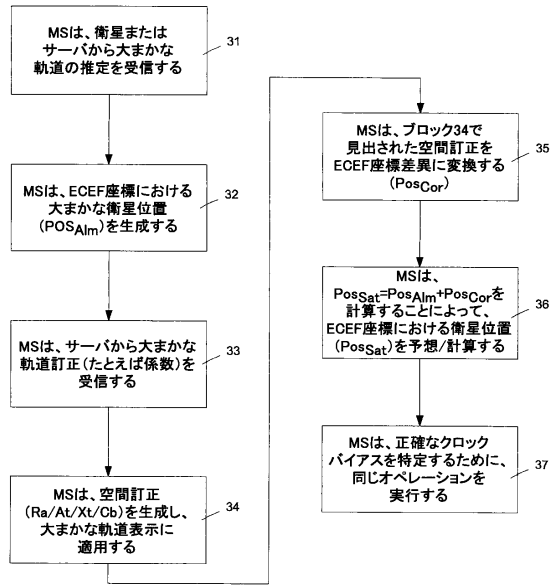 MSは、衛星または
サーバから大まかな
軌道の推定を受信する
31
MSは、ECEF座標における
大まかな衛星位置
(POSAlm)を生成する
32
MSは、サーバから大まかな
軌道訂正(たとえば係数)を
受信する
33
MSは、空間訂正
(Ra/At/Xt/Cb)を生成し、
大まかな軌道表示に
適用する
34
MSは、ブロック34で
見出された空間訂正を
ECEF座標差異に変換する
(PosCor)
35
MSは、
PosSat=PosAlm+PosCorを
計算することによって、
ECEF座標における衛星位置
(PosSat)を予想/計算する
36
MSは、正確なクロック
バイアスを特定するために、
同じオペレーションを
実行する
37